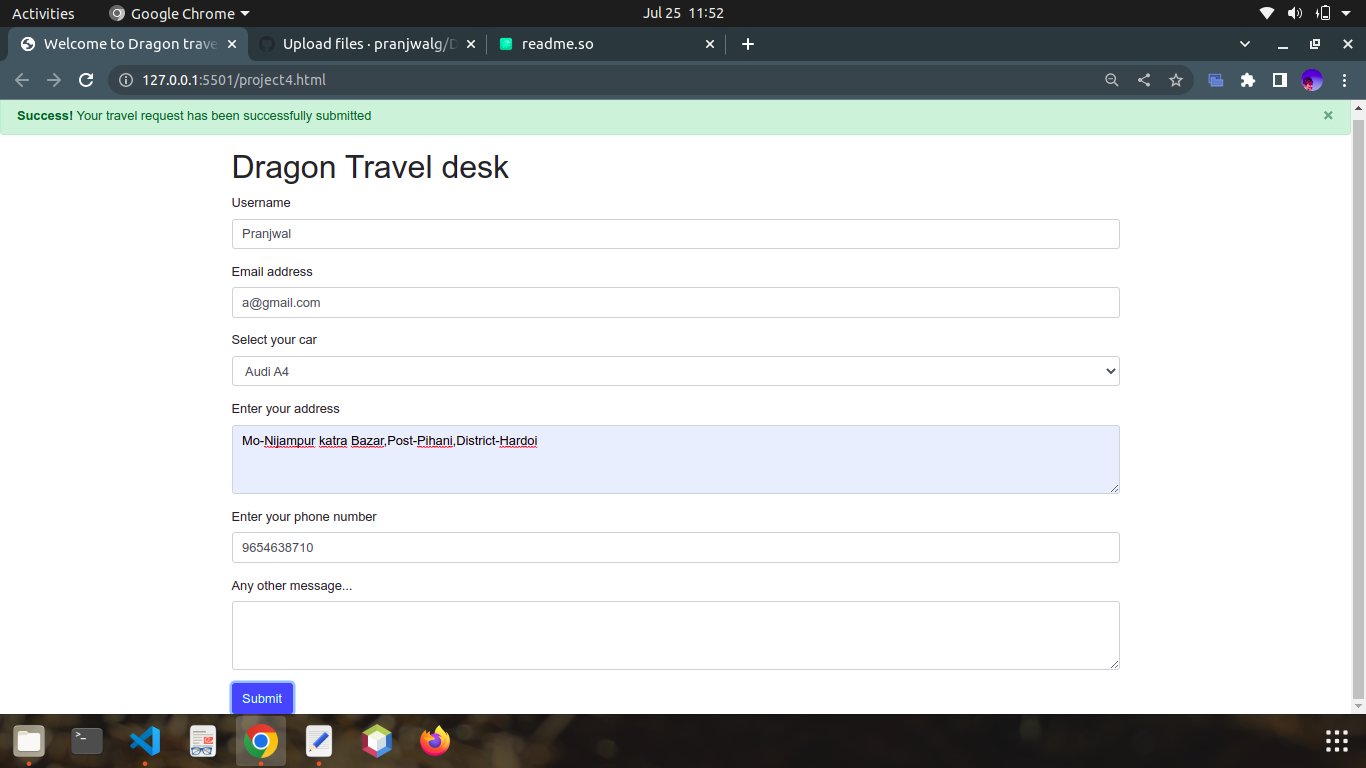 Activities Google Chrome Jul 25 11:52
Welcome to Dragon trave Upload files · pranjwalg/D readme.so
127.0.0.1:5501/project4.html
Success! Your travel request has been successfully submitted ×
Dragon Travel desk
Username
Pranjwal
Email address
a@gmail.com
Select your car
Audi A4
Enter your address
Mo-Nijampur katra Bazar,Post-Pihani,District-Hardoi
Enter your phone number
9654638710
Any other message...
Submit